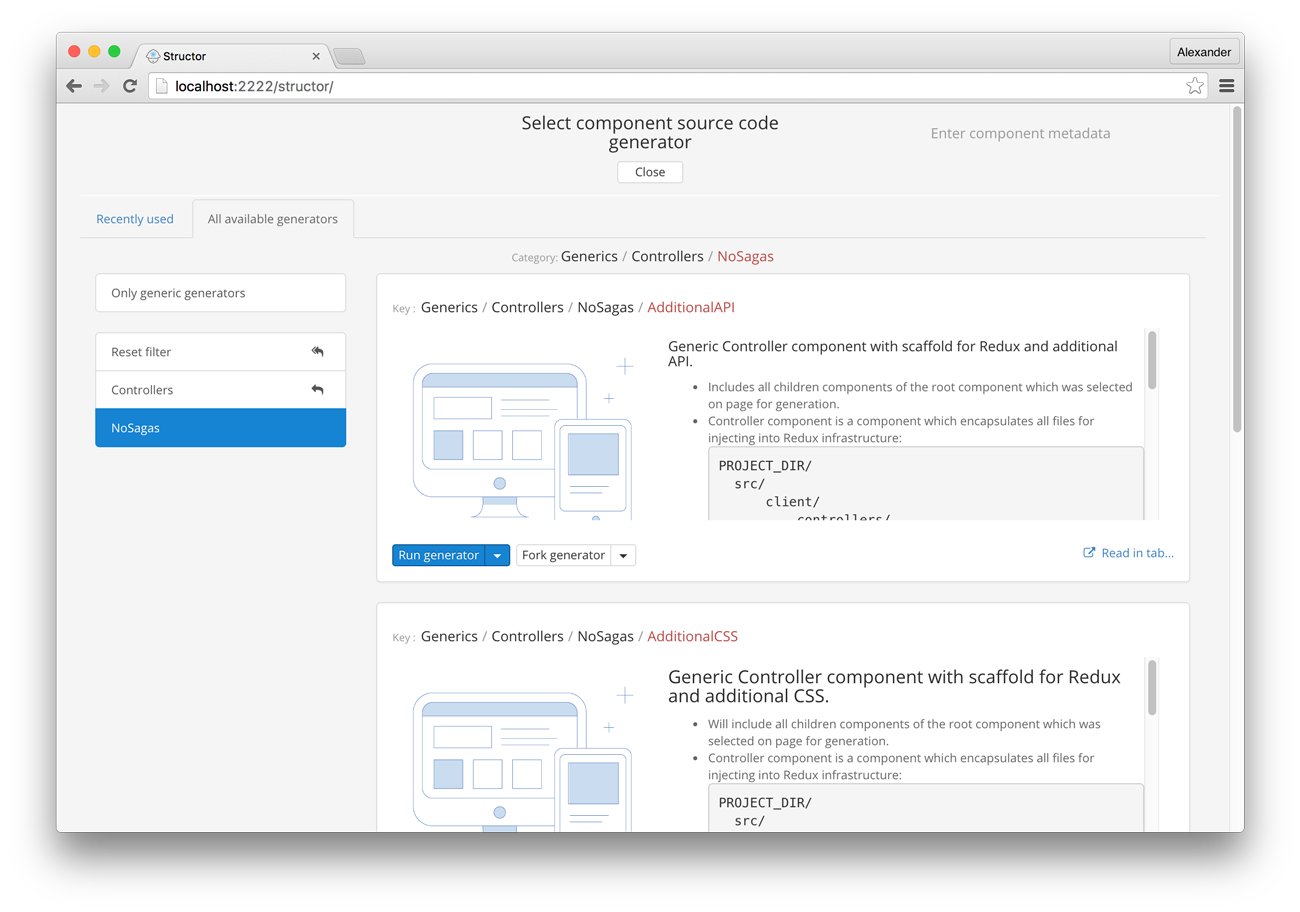 Structor
Alexander
localhost:2222/structor/
Select component source code
generator
Enter component metadata
Close
Recently used
All available generators
Category: Generics / Controllers / NoSagas
Only generic generators
Reset filter
Controllers
NoSagas
Key : Generics / Controllers / NoSagas / AdditionalAPI
Generic Controller component with scaffold for Redux and additional
API.
Includes all children components of the root component which was selected
on page for generation.
Controller component is a component which encapsulates all files for
injecting into Redux infrastructure:
PROJECT_DIR/
src/
client/
controllers/
Run generator
Fork generator
Read in tab...
Key : Generics / Controllers / NoSagas / AdditionalCSS
Generic Controller component with scaffold for Redux
and additional CSS.
Will include all children components of the root component which was
selected on page for generation.
Controller component is a component which encapsulates all files for
injecting into Redux infrastructure:
PROJECT_DIR/
src/